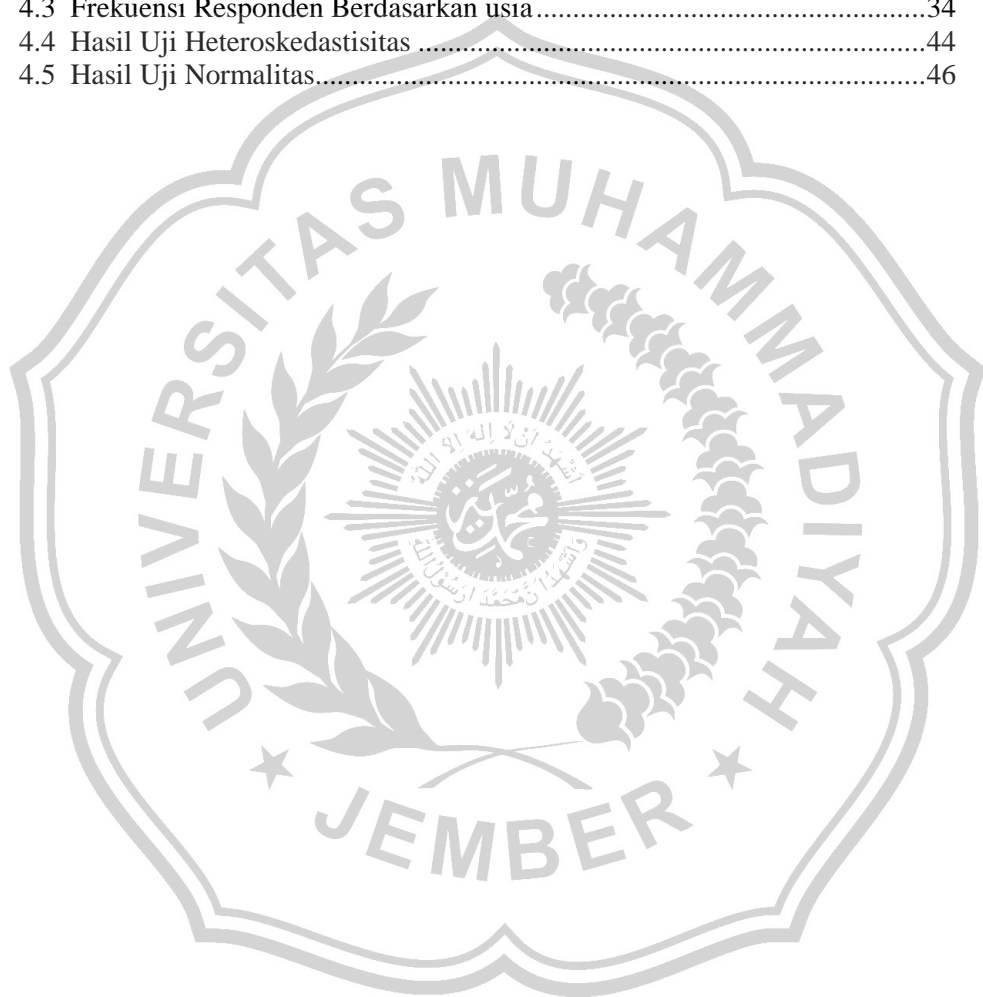 4.3 Frekuensi Responden Berdasarkan usia....................................................................34
4.4 Hasil Uji Heteroskedastisitas ....................................................................................44
4.5 Hasil Uji Normalitas...................................................................................................46
UNIVERSITAS MUHAMMADIYAH
JEMBER